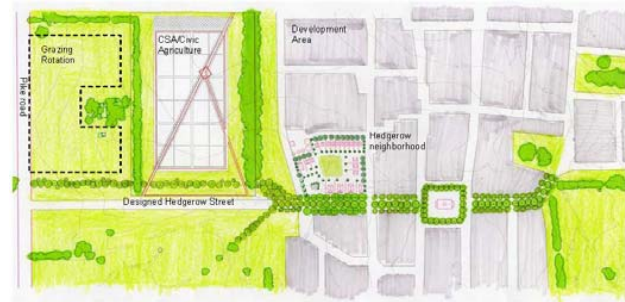 Grazing
Rotation
CSA/Civic
Agriculture
Development
Area
Pike road
Hedgerow
neighborhood
Designed Hedgerow Street